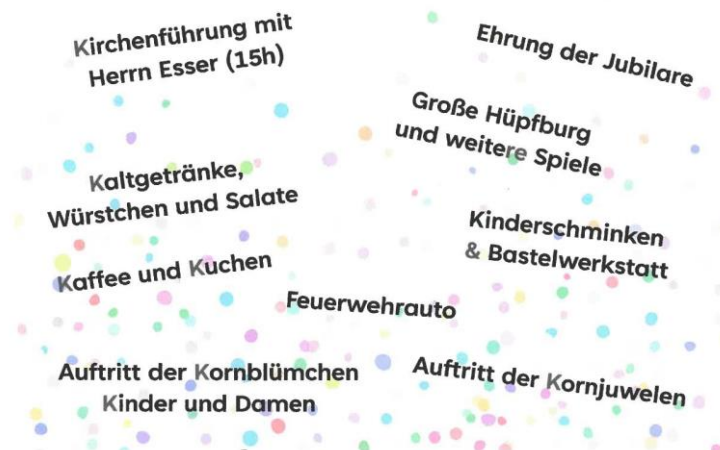 Kirchenführung mit
Herrn Esser (15h)
Ehrung der Jubilare
Große Hüpfburg
und weitere Spiele
Kaltgetränke,
Würstchen und Salate
Kinderschminken
& Bastelwerkstatt
Kaffee und Kuchen
Feuerwehrauto
Auftritt der Kornblümchen
Kinder und Damen
Auftritt der Kornjuwelen